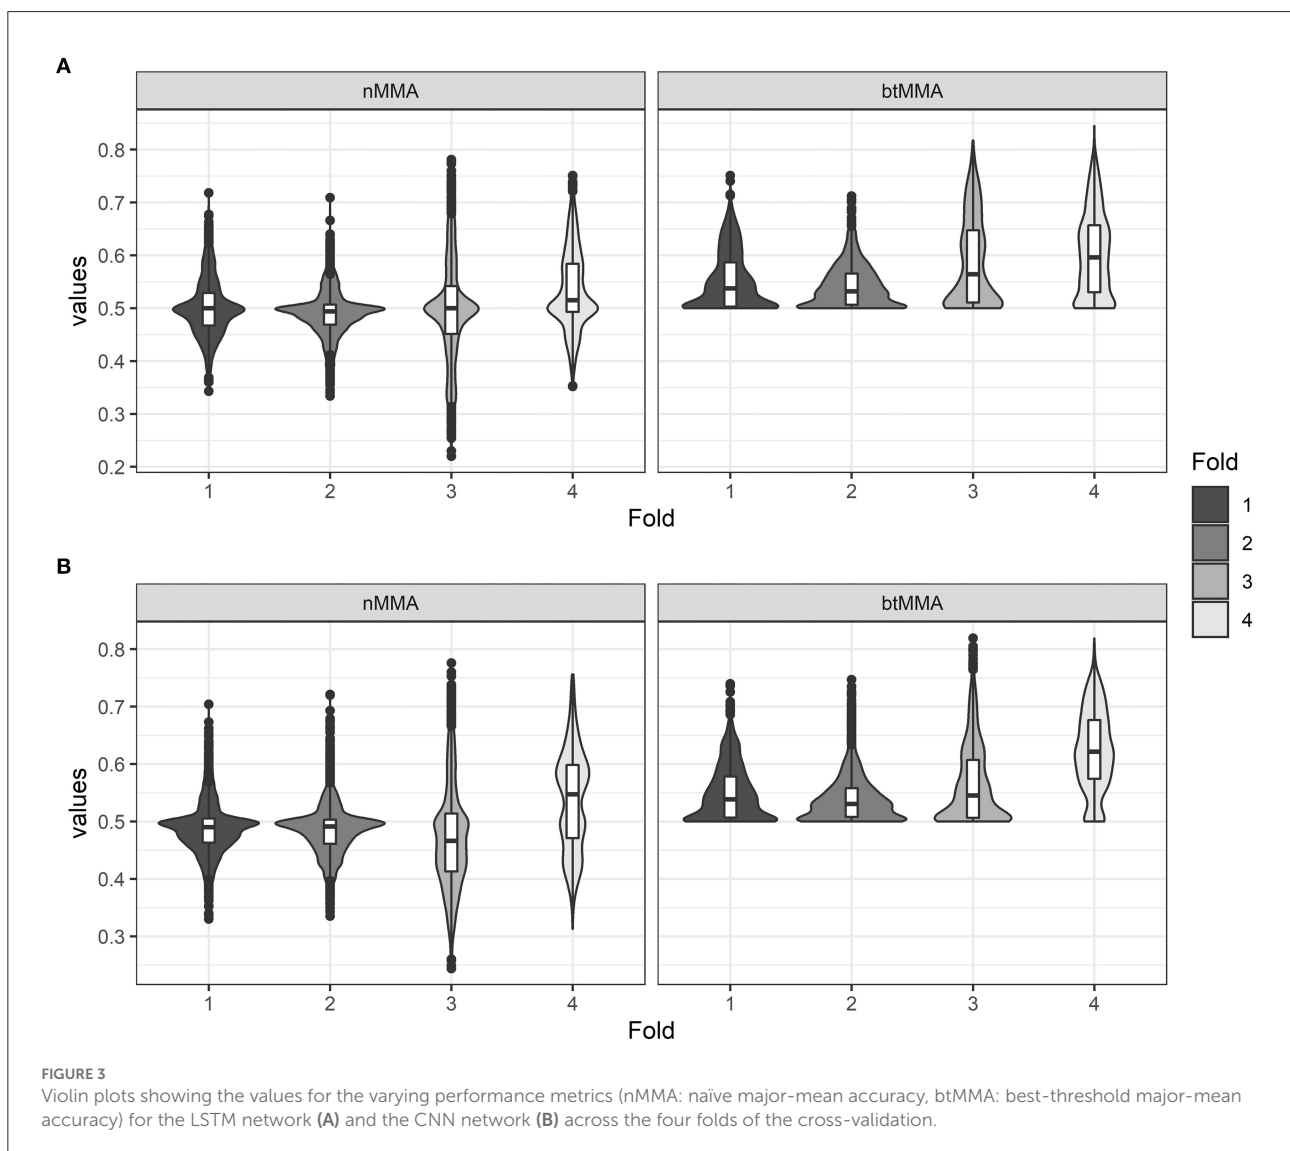 A
nMMA
btMMA
values
0.8
0.7
0.6
0.5
0.4
0.3
0.2
1 2 3 4
1 2 3 4
Fold
Fold
1
2
3
4
B
nMMA
btMMA
values
0.8
0.7
0.6
0.5
0.4
0.3
1 2 3 4
1 2 3 4
Fold
FIGURE 3
Violin plots showing the values for the varying performance metrics (nMMA: naïve major-mean accuracy, btMMA: best-threshold major-mean
accuracy) for the LSTM network (A) and the CNN network (B) across the four folds of the cross-validation.